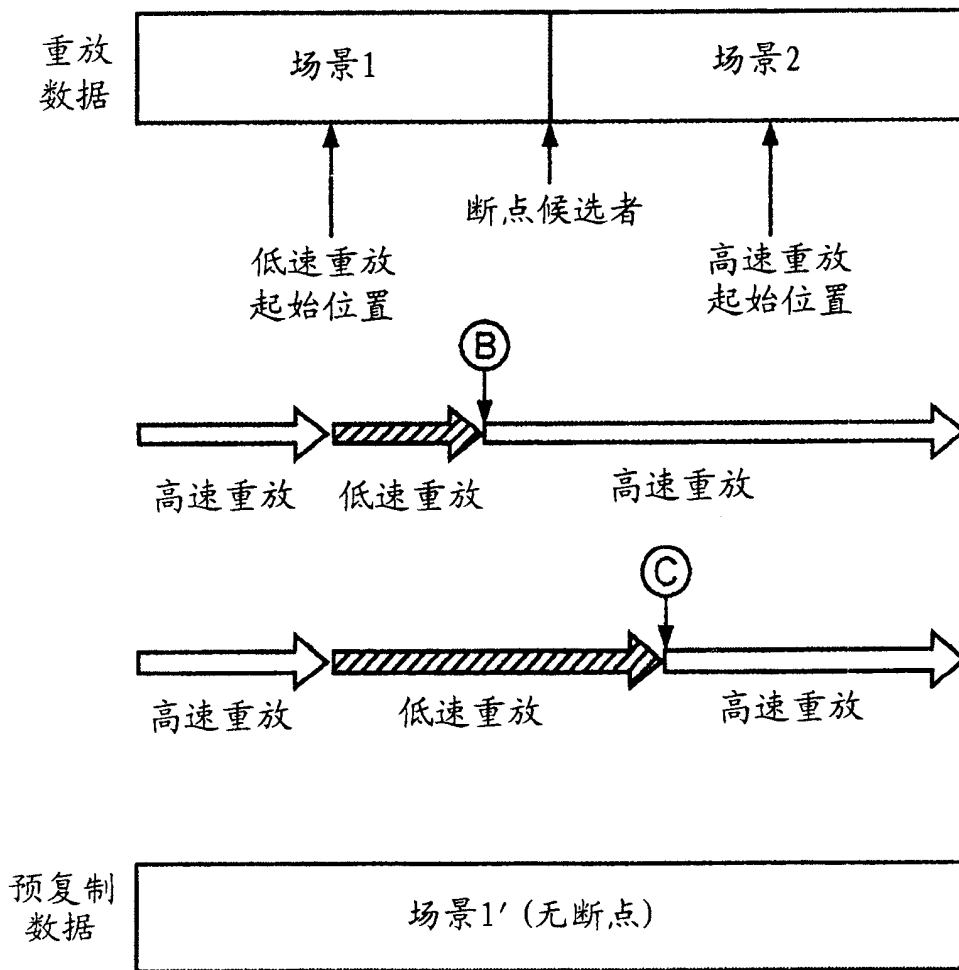 重放
数据
场景1
场景2
断点候选者
低速重放
起始位置
高速重放
起始位置
B
高速重放
低速重放
高速重放
C
高速重放
低速重放
高速重放
预复制
数据
场景1′(无断点)